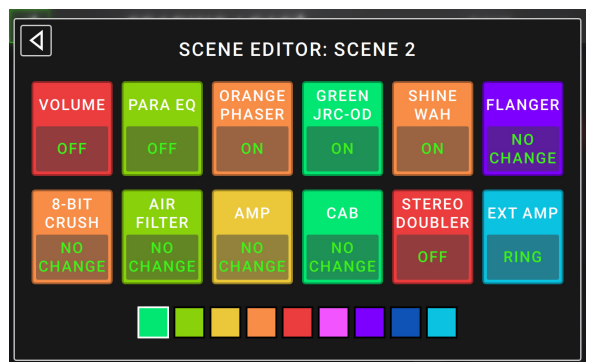 SCENE EDITOR: SCENE 2
VOLUME
OFF
PARA EQ
OFF
ORANGE
PHASER
ON
GREEN
JRC-OD
ON
SHINE
WAH
ON
FLANGER
NO
CHANGE
8-BIT
CRUSH
NO
CHANGE
AIR
FILTER
NO
CHANGE
AMP
NO
CHANGE
CAB
NO
CHANGE
STEREO
DOUBLER
OFF
EXT AMP
RING